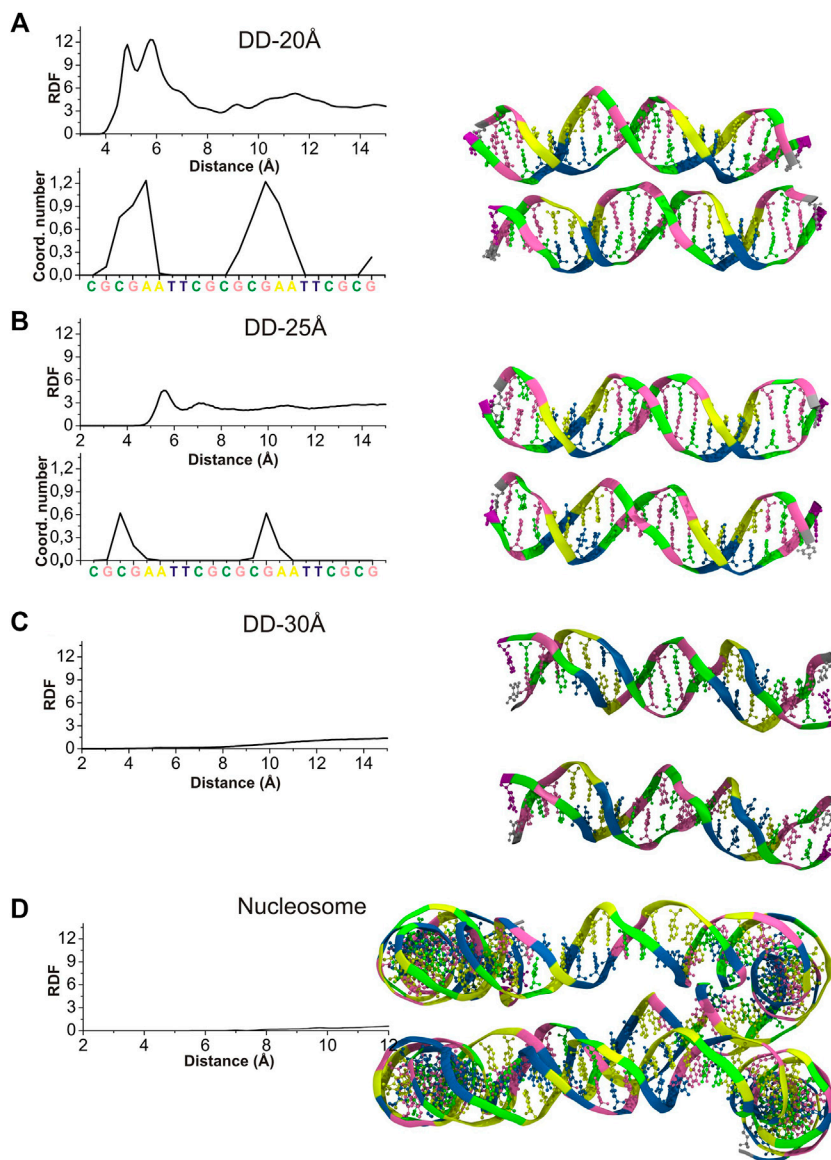 A
DD-20Å
RDF
12
9
6
3
0
4 6 8 10 12 14
Distance (Å)
Coord. number
1,2
0,9
0,6
0,3
0,0
C G C G A A T T C G C G C G A A T T C G C G
B
DD-25Å
RDF
12
9
6
3
0
2 4 6 8 10 12 14
Distance (Å)
Coord. number
1,2
0,9
0,6
0,3
0,0
C G C G A A T T C G C G C G A A T T C G C G
C
DD-30Å
RDF
12
9
6
3
0
2 4 6 8 10 12 14
Distance (Å)
D
Nucleosome
RDF
12
9
6
3
0
2 4 6 8 10 12
Distance (Å)